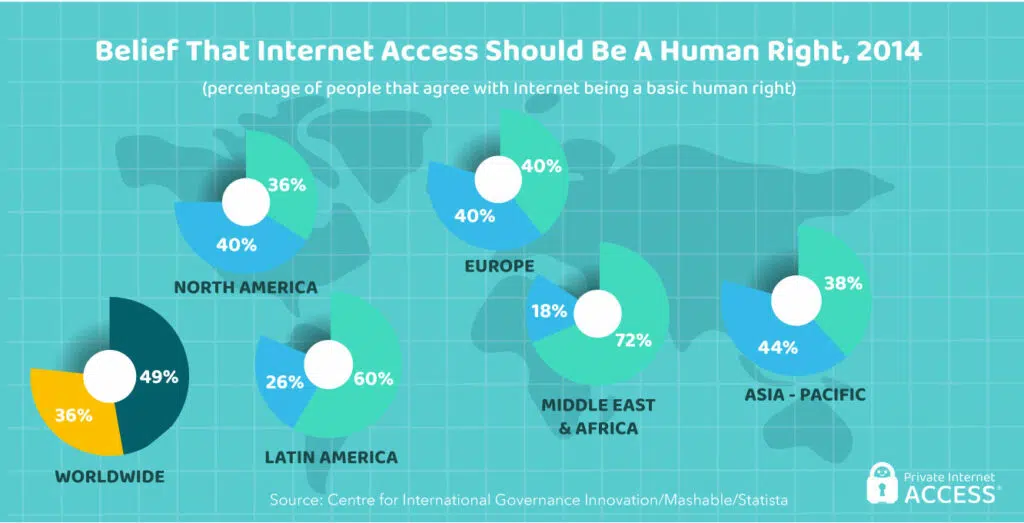 Belief That Internet Access Should Be A Human Right, 2014
(percentage of people that agree with Internet being a basic human right)
36%
40%
NORTH AMERICA
40%
40%
EUROPE
18%
72%
MIDDLE EAST
& AFRICA
38%
44%
ASIA - PACIFIC
49%
36%
WORLDWIDE
26%
60%
LATIN AMERICA
Source: Centre for International Governance Innovation/Mashable/Statista
Private Internet
ACCESS®